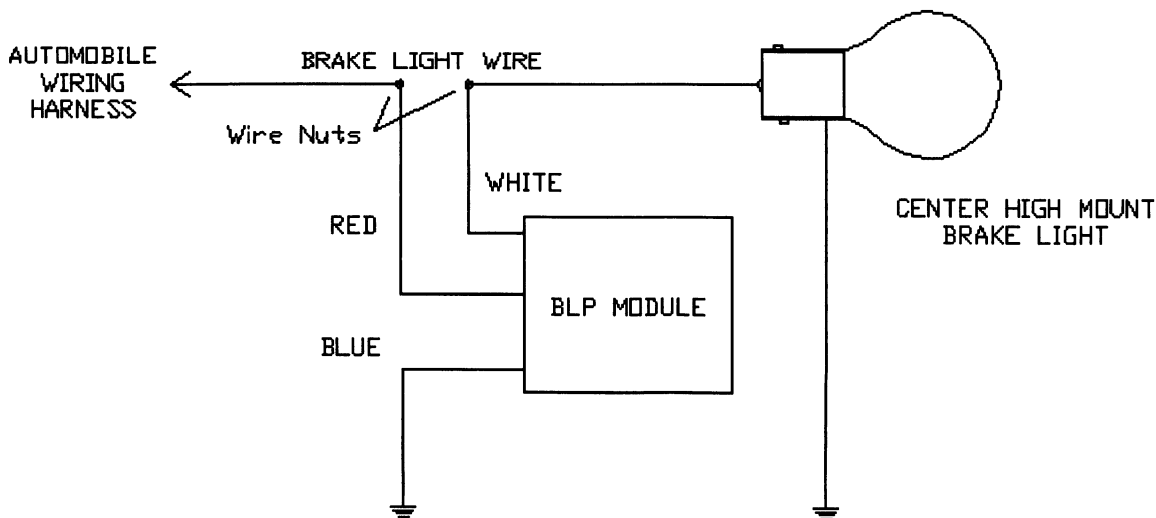 AUTOMOBILE
WIRING
HARNESS
BRAKE LIGHT WIRE
Wire Nuts
WHITE
RED
CENTER HIGH MOUNT
BRAKE LIGHT
BLP MODULE
BLUE